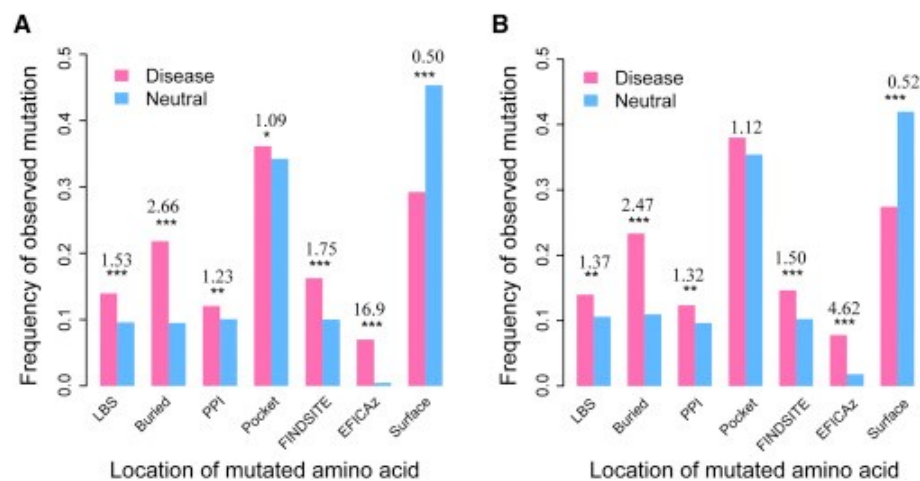 A
Frequency of observed mutation
0.0
0.1
0.2
0.3
0.4
0.5
Disease
Neutral
1.53
***
2.66
***
1.23
**
1.09
*
1.75
***
16.9
***
0.50
***
LBS
Buried
PPI
Pocket
FINDSITE
EFICAz
Surface
Location of mutated amino acid
B
Frequency of observed mutation
0.0
0.1
0.2
0.3
0.4
0.5
Disease
Neutral
1.37
**
2.47
***
1.32
**
1.12
1.50
***
4.62
***
0.52
***
LBS
Buried
PPI
Pocket
FINDSITE
EFICAz
Surface
Location of mutated amino acid